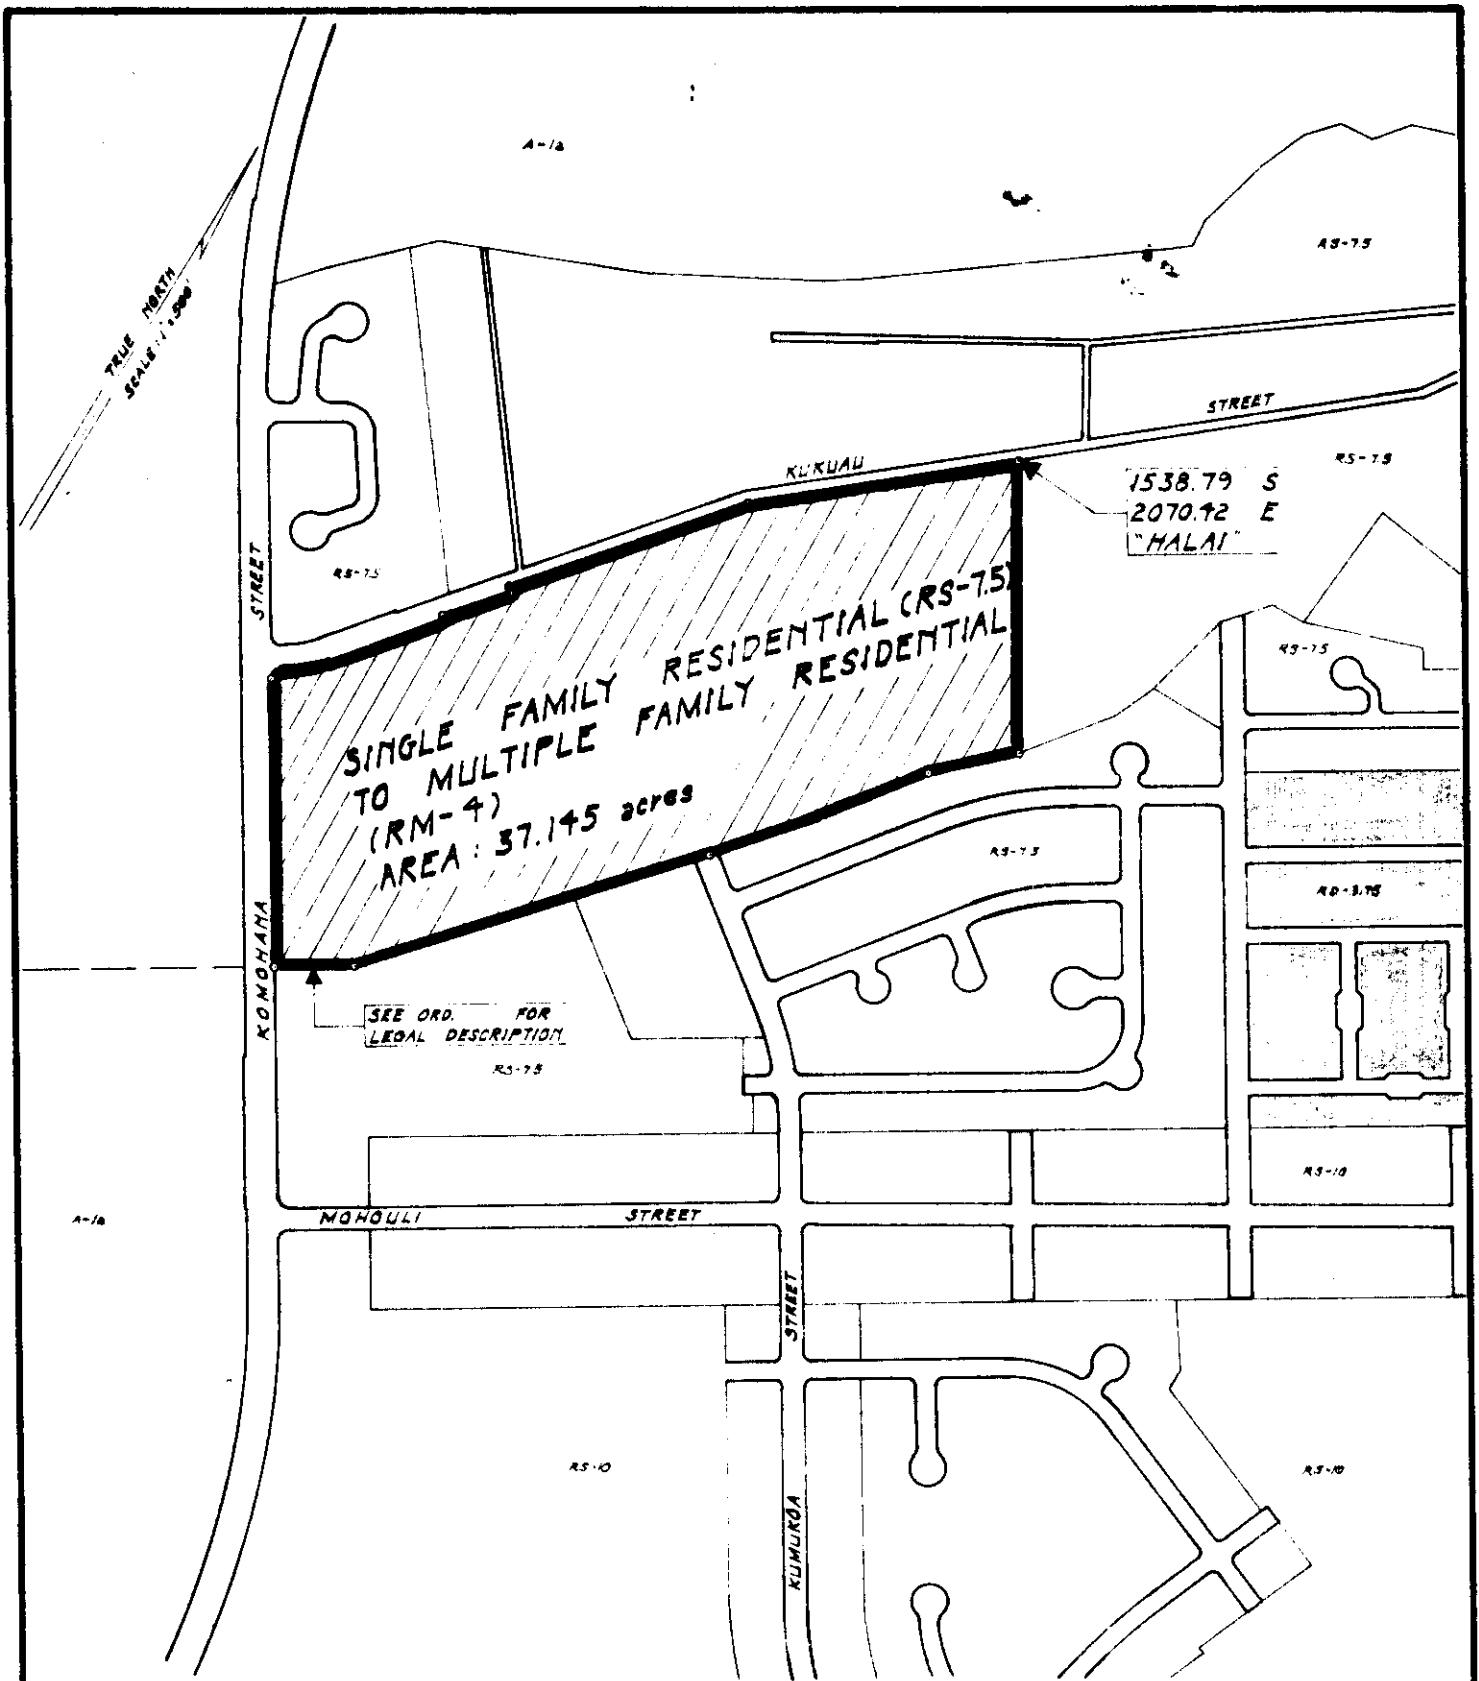 A-1a
RS-7.5
TRUE NORTH
SCALE: 1"=500'
STREET
KUKUAU
RS-7.5
1538.79 S
2070.42 E
"HALAI"
STREET
RS-7.5
SINGLE FAMILY RESIDENTIAL (RS-7.5)
TO MULTIPLE FAMILY RESIDENTIAL
(RM-4)
AREA: 37.145 acres
RS-7.5
RS-7.5
RD-3.75
KOMOHANA
SEE ORD. FOR
LEGAL DESCRIPTION
RS-7.5
RS-10
A-1a
MOHOULI STREET
STREET
RS-10
RS-10
KUMUKOA